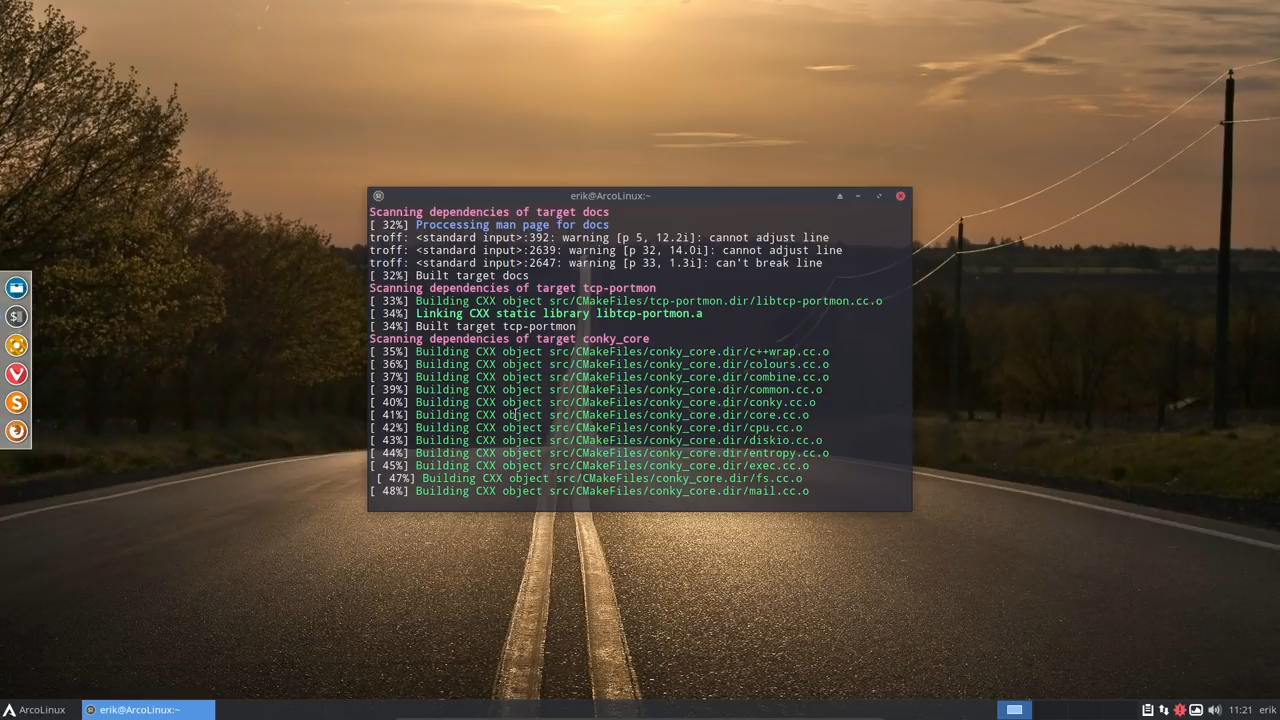 erik@ArcoLinux:~
Scanning dependencies of target docs
[ 32%] Proccessing man page for docs
troff: <standard input>:392: warning [p 5, 12.2i]: cannot adjust line
troff: <standard input>:2639: warning [p 32, 14.0i]: cannot adjust line
troff: <standard input>:2647: warning [p 33, 1.3i]: can't break line
[ 32%] Built target docs
Scanning dependencies of target tcp-portmon
[ 33%] Building CXX object src/CMakeFiles/tcp-portmon.dir/libtcp-portmon.cc.o
[ 34%] Linking CXX static library libtcp-portmon.a
[ 34%] Built target tcp-portmon
Scanning dependencies of target conky_core
[ 35%] Building CXX object src/CMakeFiles/conky_core.dir/c++wrap.cc.o
[ 36%] Building CXX object src/CMakeFiles/conky_core.dir/colours.cc.o
[ 37%] Building CXX object src/CMakeFiles/conky_core.dir/combine.cc.o
[ 39%] Building CXX object src/CMakeFiles/conky_core.dir/common.cc.o
[ 40%] Building CXX object src/CMakeFiles/conky_core.dir/conky.cc.o
[ 41%] Building CXX object src/CMakeFiles/conky_core.dir/core.cc.o
[ 42%] Building CXX object src/CMakeFiles/conky_core.dir/cpu.cc.o
[ 43%] Building CXX object src/CMakeFiles/conky_core.dir/diskio.cc.o
[ 44%] Building CXX object src/CMakeFiles/conky_core.dir/entropy.cc.o
[ 45%] Building CXX object src/CMakeFiles/conky_core.dir/exec.cc.o
[ 47%] Building CXX object src/CMakeFiles/conky_core.dir/fs.cc.o
[ 48%] Building CXX object src/CMakeFiles/conky_core.dir/mail.cc.o
ArcoLinux
erik@ArcoLinux:~
11:21
erik